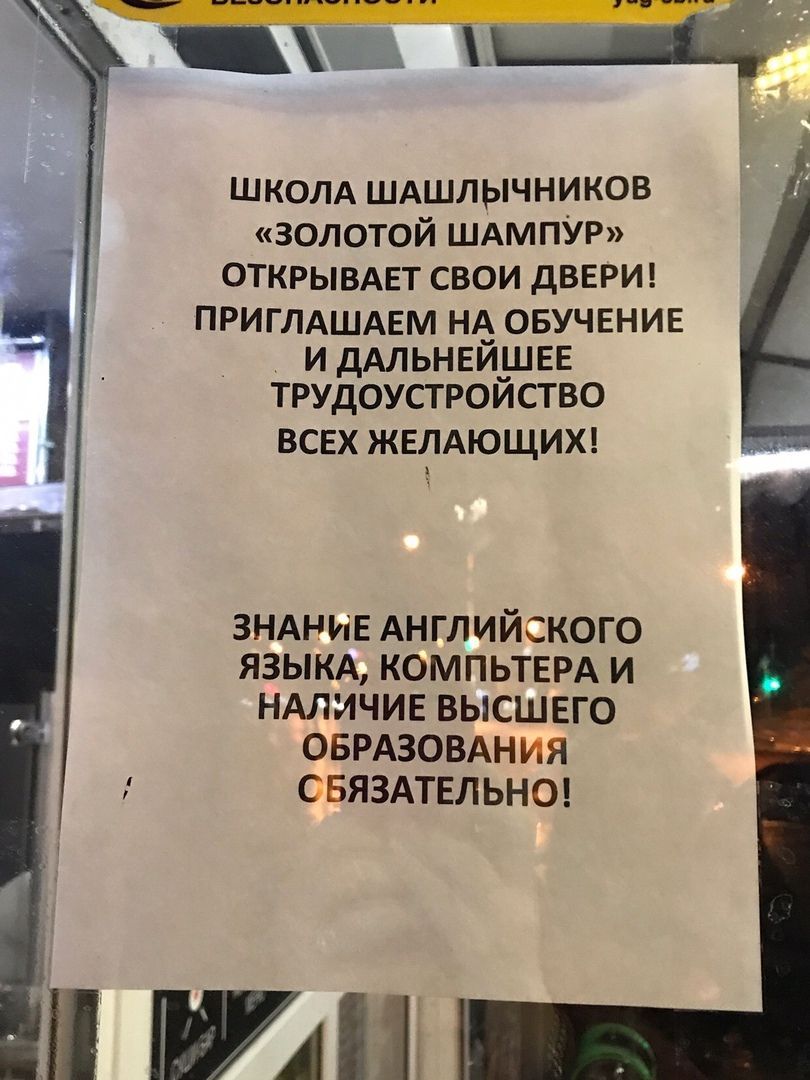 ШКОЛА ШАШЛЫЧНИКОВ
«ЗОЛОТОЙ ШАМПУР»
ОТКРЫВАЕТ СВОИ ДВЕРИ!
ПРИГЛАШАЕМ НА ОБУЧЕНИЕ
И ДАЛЬНЕЙШЕЕ
ТРУДОУСТРОЙСТВО
ВСЕХ ЖЕЛАЮЩИХ!
ЗНАНИЕ АНГЛИЙСКОГО
ЯЗЫКА, КОМПЬТЕРА И
НАЛИЧИЕ ВЫСШЕГО
ОБРАЗОВАНИЯ
ОБЯЗАТЕЛЬНО!